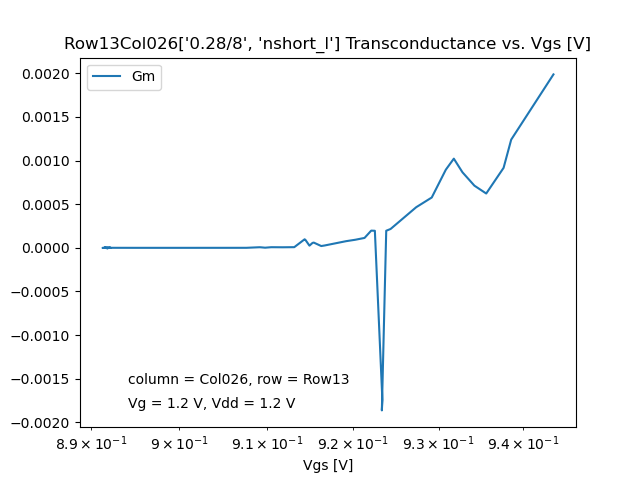 Row13Col026['0.28/8', 'nshort_l'] Transconductance vs. Vgs [V]
Gm
0.0020
0.0015
0.0010
0.0005
0.0000
−0.0005
−0.0010
−0.0015
−0.0020
column = Col026, row = Row13
Vg = 1.2 V, Vdd = 1.2 V
8.9 × 10⁻¹ 9 × 10⁻¹ 9.1 × 10⁻¹ 9.2 × 10⁻¹ 9.3 × 10⁻¹ 9.4 × 10⁻¹
Vgs [V]